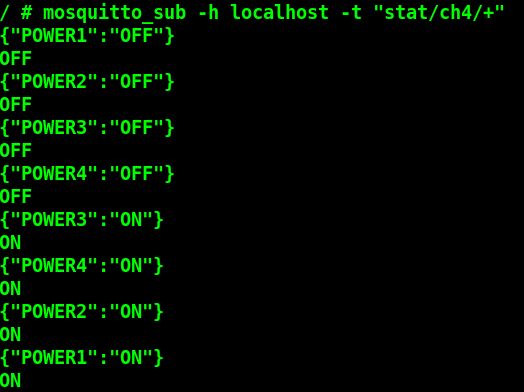 / # mosquitto_sub -h localhost -t "stat/ch4/+"
{"POWER1":"OFF"}
OFF
{"POWER2":"OFF"}
OFF
{"POWER3":"OFF"}
OFF
{"POWER4":"OFF"}
OFF
{"POWER3":"ON"}
ON
{"POWER4":"ON"}
ON
{"POWER2":"ON"}
ON
{"POWER1":"ON"}
ON